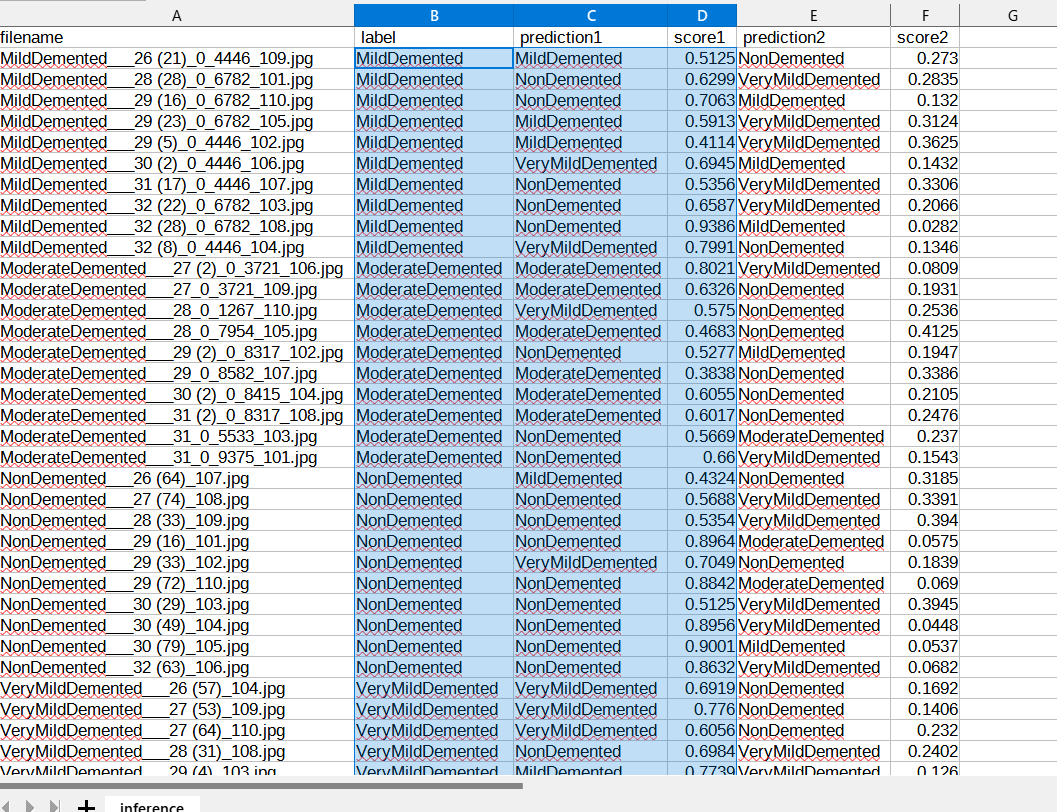 A B C D E F G
filename label prediction1 score1 prediction2 score2
MildDemented___26 (21)_0_4446_109.jpg MildDemented MildDemented 0.5125 NonDemented 0.273
MildDemented___28 (28)_0_6782_101.jpg MildDemented NonDemented 0.6299 VeryMildDemented 0.2835
MildDemented___29 (16)_0_6782_110.jpg MildDemented NonDemented 0.7063 MildDemented 0.132
MildDemented___29 (23)_0_6782_105.jpg MildDemented MildDemented 0.5913 VeryMildDemented 0.3124
MildDemented___29 (5)_0_4446_102.jpg MildDemented MildDemented 0.4114 VeryMildDemented 0.3625
MildDemented___30 (2)_0_4446_106.jpg MildDemented VeryMildDemented 0.6945 MildDemented 0.1432
MildDemented___31 (17)_0_4446_107.jpg MildDemented NonDemented 0.5356 VeryMildDemented 0.3306
MildDemented___32 (22)_0_6782_103.jpg MildDemented NonDemented 0.6587 VeryMildDemented 0.2066
MildDemented___32 (28)_0_6782_108.jpg MildDemented NonDemented 0.9386 MildDemented 0.0282
MildDemented___32 (8)_0_4446_104.jpg MildDemented VeryMildDemented 0.7991 NonDemented 0.1346
ModerateDemented___27 (2)_0_3721_106.jpg ModerateDemented ModerateDemented 0.8021 VeryMildDemented 0.0809
ModerateDemented___27_0_3721_109.jpg ModerateDemented ModerateDemented 0.6326 NonDemented 0.1931
ModerateDemented___28_0_1267_110.jpg ModerateDemented VeryMildDemented 0.575 NonDemented 0.2536
ModerateDemented___28_0_7954_105.jpg ModerateDemented ModerateDemented 0.4683 NonDemented 0.4125
ModerateDemented___29 (2)_0_8317_102.jpg ModerateDemented NonDemented 0.5277 MildDemented 0.1947
ModerateDemented___29_0_8582_107.jpg ModerateDemented ModerateDemented 0.3838 NonDemented 0.3386
ModerateDemented___30 (2)_0_8415_104.jpg ModerateDemented ModerateDemented 0.6055 NonDemented 0.2105
ModerateDemented___31 (2)_0_8317_108.jpg ModerateDemented ModerateDemented 0.6017 NonDemented 0.2476
ModerateDemented___31_0_5533_103.jpg ModerateDemented NonDemented 0.5669 ModerateDemented 0.237
ModerateDemented___31_0_9375_101.jpg ModerateDemented NonDemented 0.66 VeryMildDemented 0.1543
NonDemented___26 (64)_107.jpg NonDemented MildDemented 0.4324 NonDemented 0.3185
NonDemented___27 (74)_108.jpg NonDemented NonDemented 0.5688 VeryMildDemented 0.3391
NonDemented___28 (33)_109.jpg NonDemented NonDemented 0.5354 VeryMildDemented 0.394
NonDemented___29 (16)_101.jpg NonDemented NonDemented 0.8964 ModerateDemented 0.0575
NonDemented___29 (33)_102.jpg NonDemented VeryMildDemented 0.7049 NonDemented 0.1839
NonDemented___29 (72)_110.jpg NonDemented NonDemented 0.8842 ModerateDemented 0.069
NonDemented___30 (29)_103.jpg NonDemented NonDemented 0.5125 VeryMildDemented 0.3945
NonDemented___30 (49)_104.jpg NonDemented NonDemented 0.8956 VeryMildDemented 0.0448
NonDemented___30 (79)_105.jpg NonDemented NonDemented 0.9001 MildDemented 0.0537
NonDemented___32 (63)_106.jpg NonDemented NonDemented 0.8632 VeryMildDemented 0.0682
VeryMildDemented___26 (57)_104.jpg VeryMildDemented VeryMildDemented 0.6919 NonDemented 0.1692
VeryMildDemented___27 (53)_109.jpg VeryMildDemented VeryMildDemented 0.776 NonDemented 0.1406
VeryMildDemented___27 (64)_110.jpg VeryMildDemented VeryMildDemented 0.6056 NonDemented 0.232
VeryMildDemented___28 (31)_108.jpg VeryMildDemented NonDemented 0.6984 VeryMildDemented 0.2402
VeryMildDemented___29 (4)_103.jpg VeryMildDemented MildDemented 0.7739 VeryMildDemented 0.126
inference